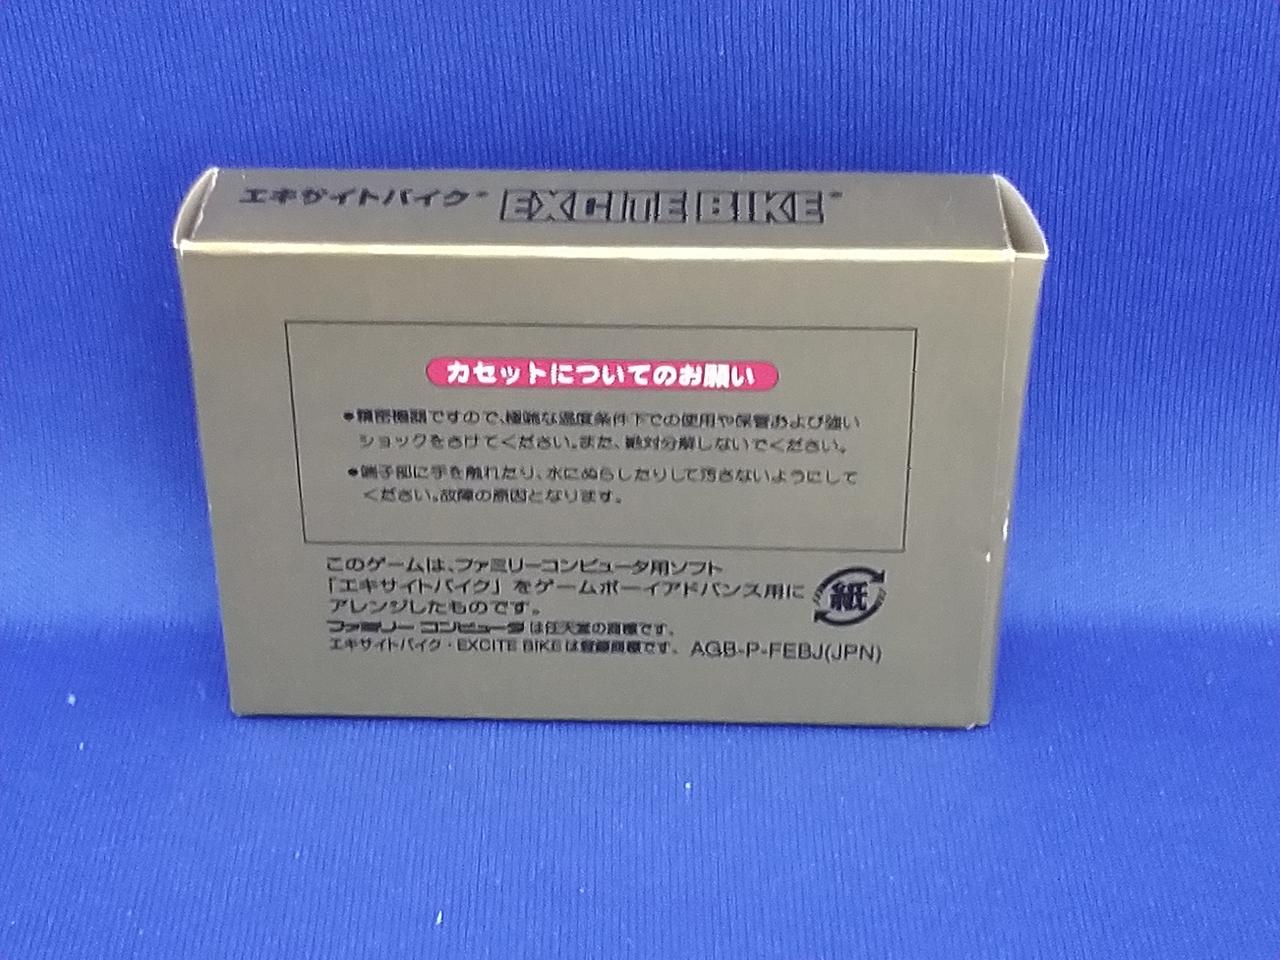 エキサイトバイク™ EXCITE BIKE™
カセットについてのお願い
●精密機器ですので、極端な温度条件下での使用や保管および強い
ショックをさけてください。また、絶対分解しないでください。
●端子部に手を触れたり、水にぬらしたりして汚さないようにして
ください。故障の原因となります。
このゲームは、ファミリーコンピュータ用ソフト
「エキサイトバイク」をゲームボーイアドバンス用に
アレンジしたものです。
紙
ファミリーコンピュータは任天堂の商標です。
エキサイトバイク・EXCITE BIKEは登録商標です。 AGB-P-FEBJ(JPN)